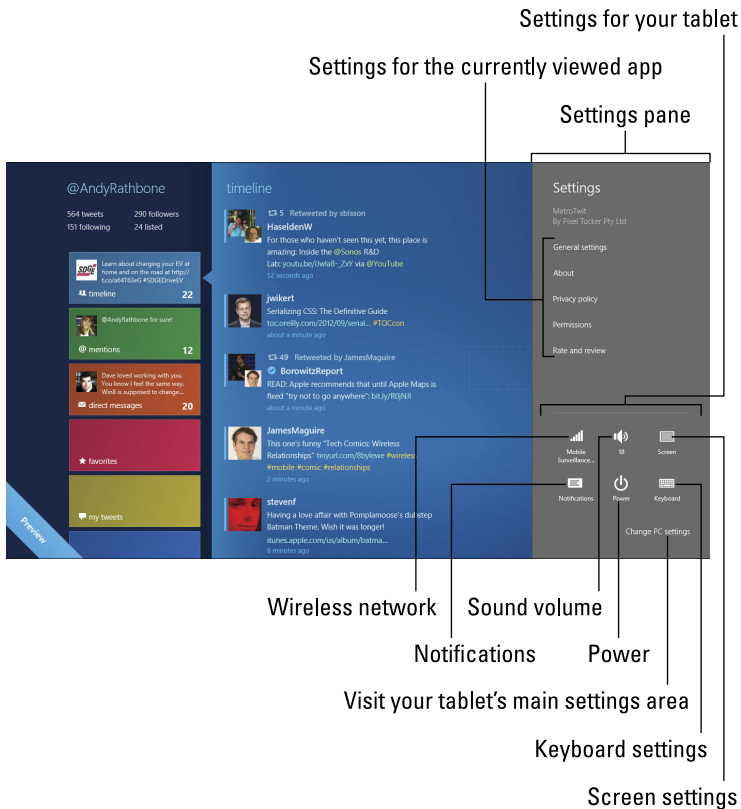 Settings for your tablet
Settings for the currently viewed app
Settings pane
@AndyRathbone
564 tweets 290 followers
151 following 24 listed
SDGE
Learn about charging your EV at
home and on the road at http://
t.co/a64T63eG #SDGEDriveEV
timeline 22
@AndyRathbone for sure!
@ mentions 12
Dave loved working with you.
You know I feel the same way.
Win8 is supposed to change...
direct messages 20
favorites
my tweets
Preview
timeline
5 Retweeted by sbisson
HaseldenW
For those who haven't seen this yet, this place is
amazing: Inside the @Sonos R&D
Lab: youtu.be/Uwla8-_ZxY via @YouTube
52 seconds ago
jwikert
Serializing CSS: The Definitive Guide
toc.oreilly.com/2012/09/serial... #TOCcon
about a minute ago
49 Retweeted by JamesMaguire
BorowitzReport
READ: Apple recommends that until Apple Maps is
fixed "try not to go anywhere": bit.ly/R0jNJI
about a minute ago
JamesMaguire
This one's funny "Tech Comics: Wireless
Relationships" tinyurl.com/8bylewe #wireless
#mobile #comic #relationships
2 minutes ago
stevenf
Having a love affair with Pomplamoose's dubstep
Batman Theme. Wish it was longer!
itunes.apple.com/us/album/batma...
6 minutes ago
Settings
MetroTwit
By Pixel Tucker Pty Ltd
General settings
About
Privacy policy
Permissions
Rate and review
Mobile
Surveillance...
18
Screen
Notifications
Power
Keyboard
Change PC settings
Wireless network
Sound volume
Notifications
Power
Visit your tablet's main settings area
Keyboard settings
Screen settings